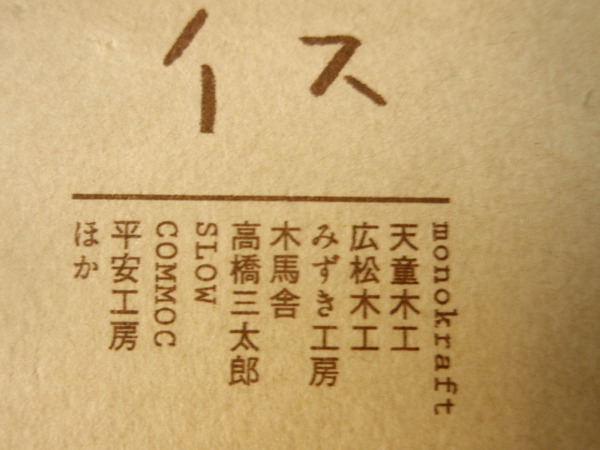 イス
monokraft
天童木工
広松木工
みずき工房
木馬舎
高橋三太郎
SLOW
COMMOC
平安工房
ほか